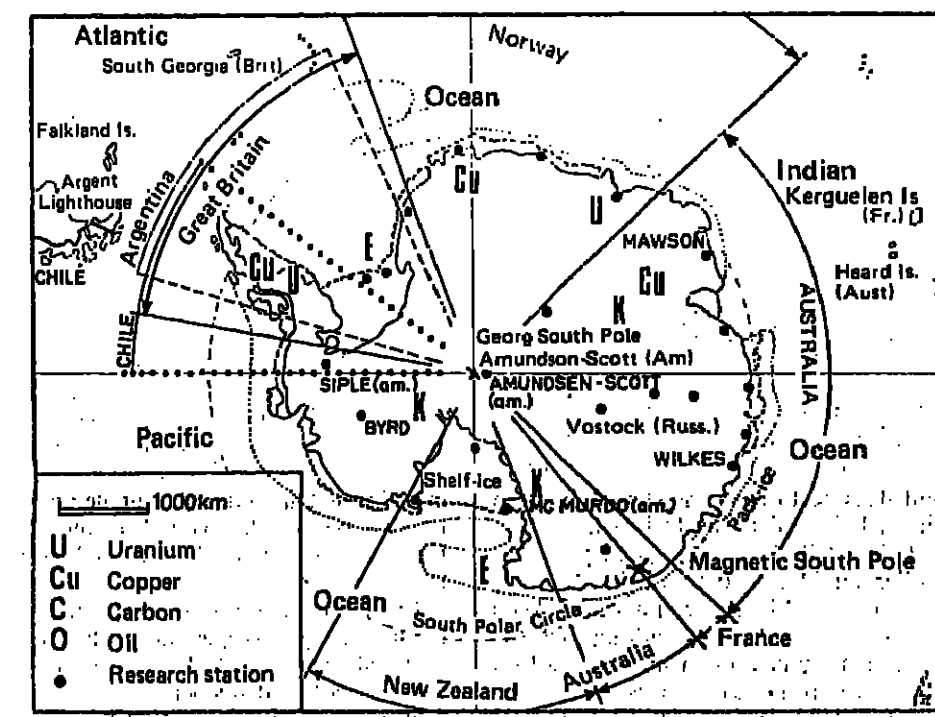 Atlantic
South Georgia (Brit)
Norway
Ocean
Falkland Is.
Argent
Lighthouse
CHILE
Argentina
Great Britain
CHILE
Cu
U
Indian
Kerguelen Is
(Fr.)
MAWSON
Heard Is.
(Aust)
E
Cu
U
Cu
K
AUSTRALIA
Georg South Pole
Amundson-Scott (Am)
AMUNDSEN-SCOTT
(am.)
SIPLE (am.)
K
BYRD
Vostock (Russ.)
Pacific
WILKES
Ocean
Shelf-ice
K
MC MURDO (am.)
Pack-ice
1000km
U Uranium
Cu Copper
C Carbon
O Oil
Research station
Ocean
E
Magnetic South Pole
South Polar Circle
France
Australia
New Zealand